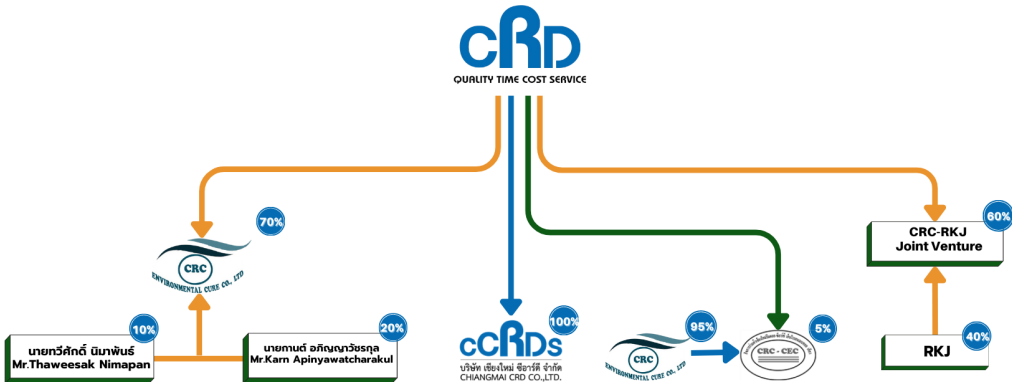 CRD
QUALITY TIME COST SERVICE
70%
CRC
ENVIRONMENTAL CURE CO., LTD
60%
CRC-RKJ
Joint Venture
10%
นายทวีศักดิ์ นิมาพันธ์
Mr.Thaweesak Nimapan
20%
นายกานต์ อภิญญาวัชรกุล
Mr.Karn Apinyawatcharakul
100%
CCRDS
บริษัท เชียงใหม่ ซีอาร์ดี จำกัด
CHIANGMAI CRD CO.,LTD.
95%
CRC
ENVIRONMENTAL CURE CO., LTD
5%
CRC - CEC
40%
RKJ